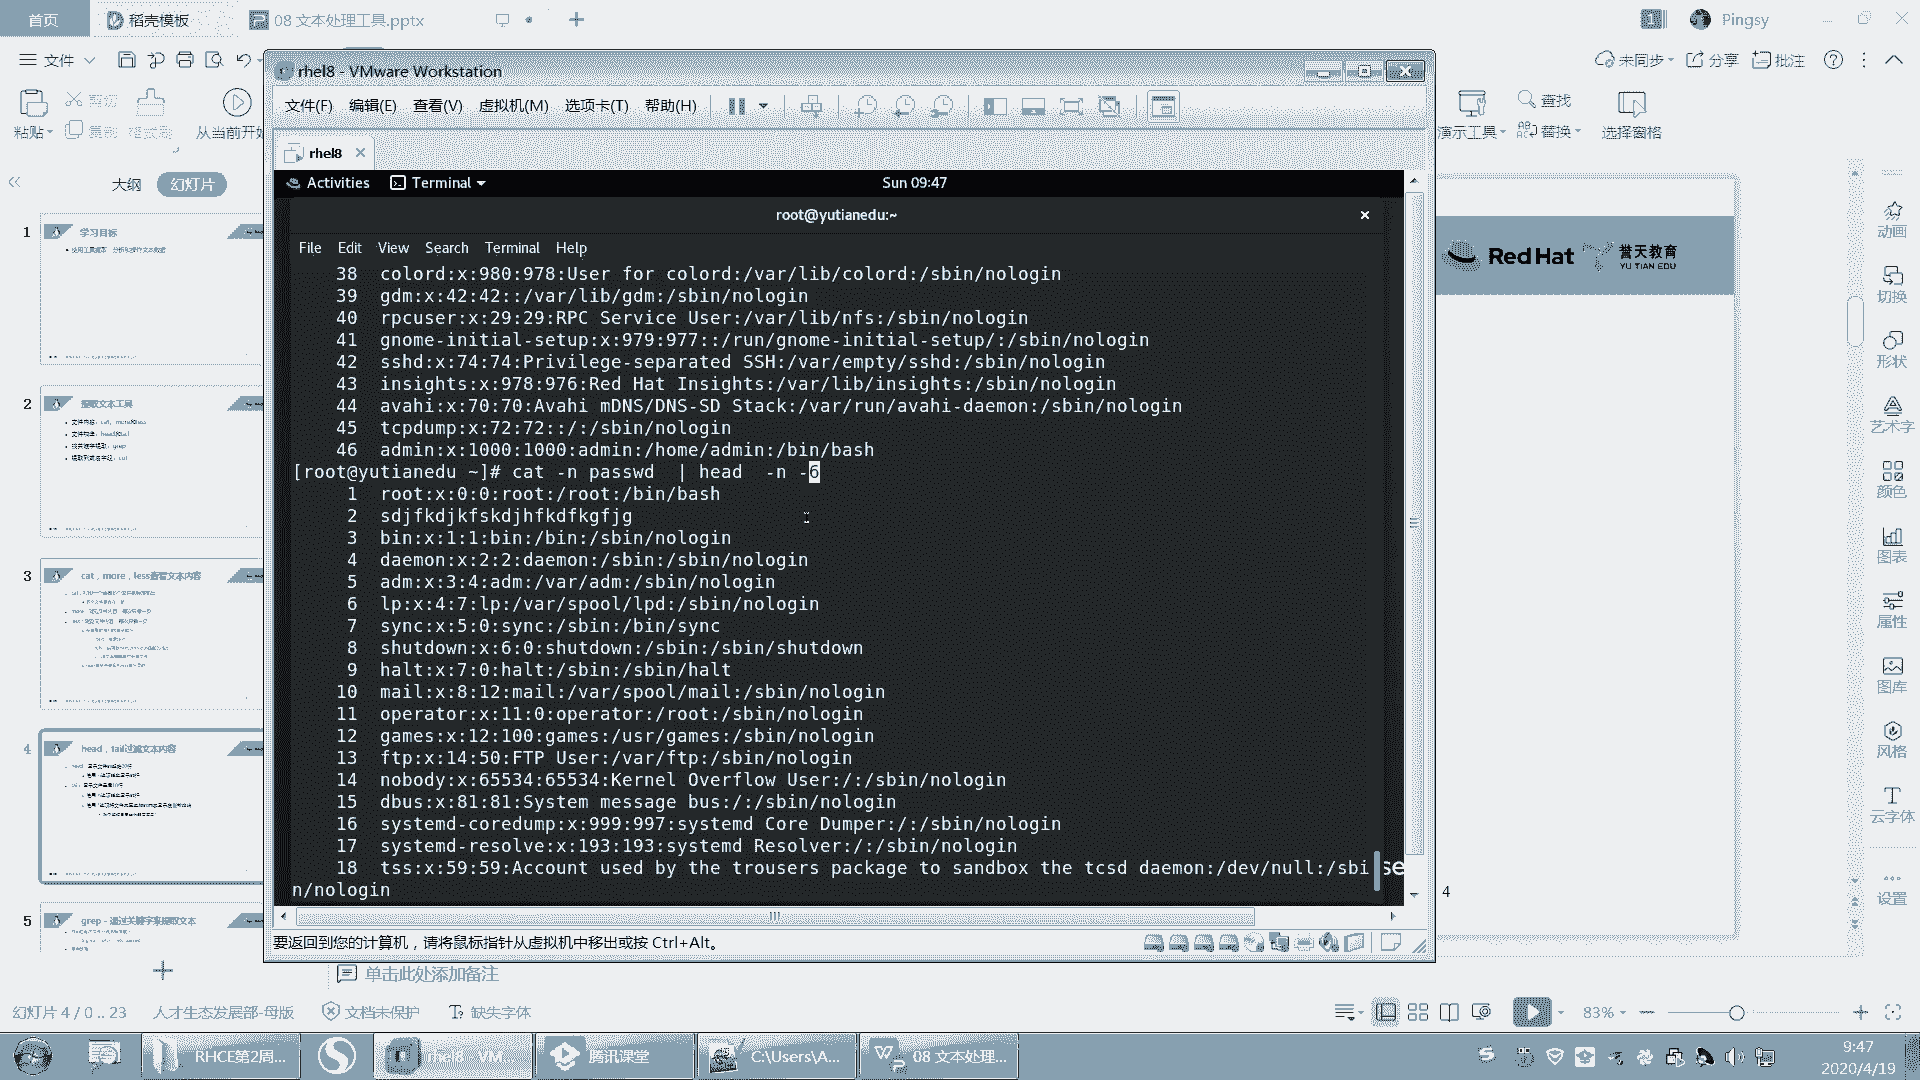 首页
稻壳模板
08 文本处理工具.pptx
Pingsy
文件
未同步
分享
批注
粘贴
剪切
复制
格式刷
从当前开始
演示工具
查找
替换
选择窗格
rhel8 - VMware Workstation
文件(F) 编辑(E) 查看(V) 虚拟机(M) 选项卡(T) 帮助(H)
rhel8
Activities Terminal Sun 09:47
root@yutianedu:~
File Edit View Search Terminal Help
38 colord:x:980:978:User for colord:/var/lib/colord:/sbin/nologin
39 gdm:x:42:42::/var/lib/gdm:/sbin/nologin
40 rpcuser:x:29:29:RPC Service User:/var/lib/nfs:/sbin/nologin
41 gnome-initial-setup:x:979:977::/run/gnome-initial-setup/:/sbin/nologin
42 sshd:x:74:74:Privilege-separated SSH:/var/empty/sshd:/sbin/nologin
43 insights:x:978:976:Red Hat Insights:/var/lib/insights:/sbin/nologin
44 avahi:x:70:70:Avahi mDNS/DNS-SD Stack:/var/run/avahi-daemon:/sbin/nologin
45 tcpdump:x:72:72::/:/sbin/nologin
46 admin:x:1000:1000:admin:/home/admin:/bin/bash
[root@yutianedu ~]# cat -n passwd  | head  -n -6
1 root:x:0:0:root:/root:/bin/bash
2 sdjfkdjkfskdjhfkdfkgfjg
3 bin:x:1:1:bin:/bin:/sbin/nologin
4 daemon:x:2:2:daemon:/sbin:/sbin/nologin
5 adm:x:3:4:adm:/var/adm:/sbin/nologin
6 lp:x:4:7:lp:/var/spool/lpd:/sbin/nologin
7 sync:x:5:0:sync:/sbin:/bin/sync
8 shutdown:x:6:0:shutdown:/sbin:/sbin/shutdown
9 halt:x:7:0:halt:/sbin:/sbin/halt
10 mail:x:8:12:mail:/var/spool/mail:/sbin/nologin
11 operator:x:11:0:operator:/root:/sbin/nologin
12 games:x:12:100:games:/usr/games:/sbin/nologin
13 ftp:x:14:50:FTP User:/var/ftp:/sbin/nologin
14 nobody:x:65534:65534:Kernel Overflow User:/:/sbin/nologin
15 dbus:x:81:81:System message bus:/:/sbin/nologin
16 systemd-coredump:x:999:997:systemd Core Dumper:/:/sbin/nologin
17 systemd-resolve:x:193:193:systemd Resolver:/:/sbin/nologin
18 tss:x:59:59:Account used by the trousers package to sandbox the tcsd daemon:/dev/null:/sbi
n/nologin
se
要返回到您的计算机，请将鼠标指针从虚拟机中移出或按 Ctrl+Alt。
大纲 幻灯片
1 学习目标
2 提取文本工具
3 cat，more，less查看文本内容
4 head，tail过滤文本内容
5 grep - 通过关键字来提取文本
Red Hat 誉天教育
YU TIAN EDU
4
动画
切换
形状
艺术字
颜色
图表
属性
图库
风格
云字体
设置
单击此处添加备注
幻灯片 4 / 0 .. 23 人才生态发展部-母版 文档未保护 缺失字体 83%
RHCE第2周... rhel8 - VM... 腾讯课堂 C:\Users\A... 08 文本处理...
9:47
2020/4/19